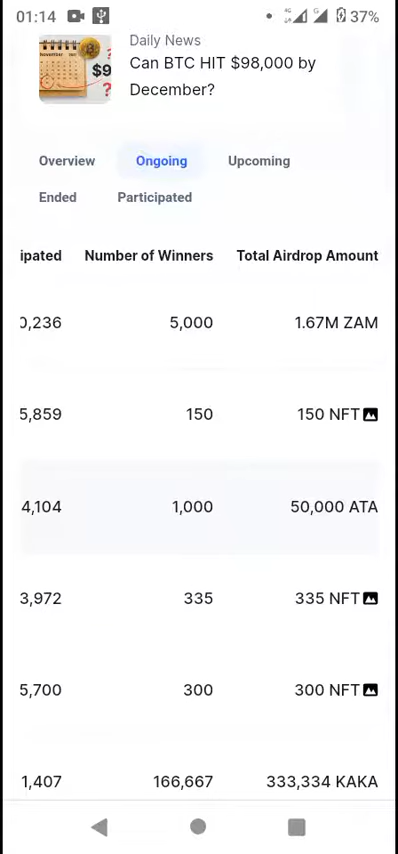 01:14 37%
Daily News
Can BTC HIT $98,000 by
December?
$9
Overview Ongoing Upcoming
Ended Participated
ipated Number of Winners Total Airdrop Amount
0,236 5,000 1.67M ZAM
5,859 150 150 NFT
4,104 1,000 50,000 ATA
3,972 335 335 NFT
5,700 300 300 NFT
1,407 166,667 333,334 KAKA